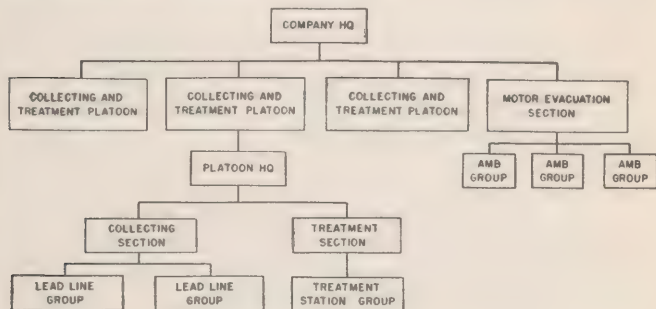 COMPANY HQ
COLLECTING AND
TREATMENT PLATOON
COLLECTING AND
TREATMENT PLATOON
COLLECTING AND
TREATMENT PLATOON
MOTOR EVACUATION
SECTION
AMB
GROUP
AMB
GROUP
AMB
GROUP
PLATOON HQ
COLLECTING
SECTION
TREATMENT
SECTION
LEAD LINE
GROUP
LEAD LINE
GROUP
TREATMENT
STATION GROUP